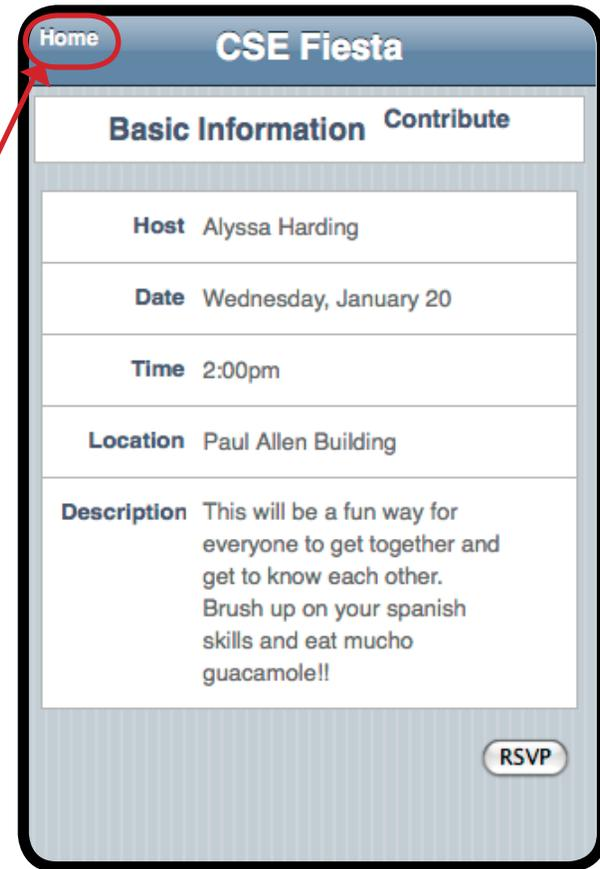 Home
CSE Fiesta
Basic Information Contribute
Host Alyssa Harding
Date Wednesday, January 20
Time 2:00pm
Location Paul Allen Building
Description This will be a fun way for
everyone to get together and
get to know each other.
Brush up on your spanish
skills and eat mucho
guacamole!!
RSVP